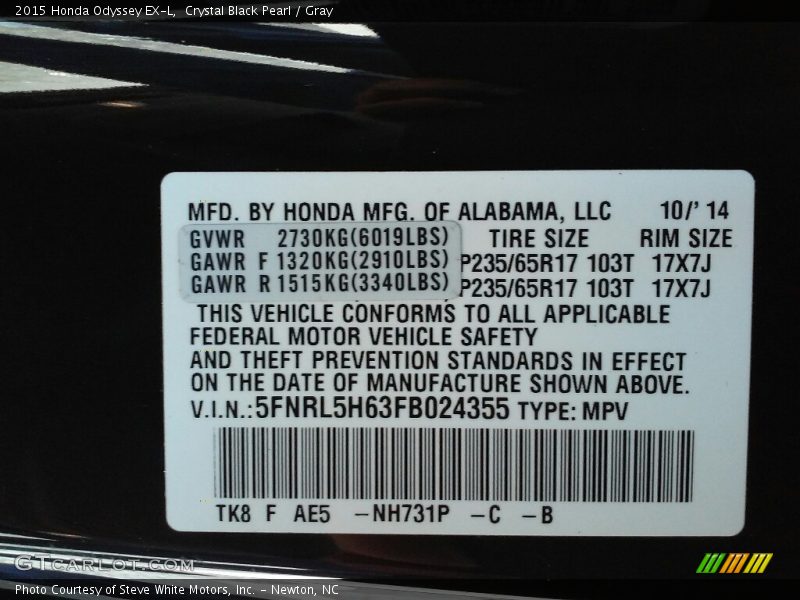 2015 Honda Odyssey EX-L,  Crystal Black Pearl / Gray
MFD. BY HONDA MFG. OF ALABAMA, LLC 10/' 14
GVWR 2730KG(6019LBS) TIRE SIZE RIM SIZE
GAWR F 1320KG(2910LBS) P235/65R17 103T 17X7J
GAWR R 1515KG(3340LBS) P235/65R17 103T 17X7J
THIS VEHICLE CONFORMS TO ALL APPLICABLE
FEDERAL MOTOR VEHICLE SAFETY
AND THEFT PREVENTION STANDARDS IN EFFECT
ON THE DATE OF MANUFACTURE SHOWN ABOVE.
V.I.N.:5FNRL5H63FB024355 TYPE: MPV
TK8 F AE5 -NH731P -C -B
GTCARLOT.COM
Photo Courtesy of Steve White Motors, Inc. - Newton, NC